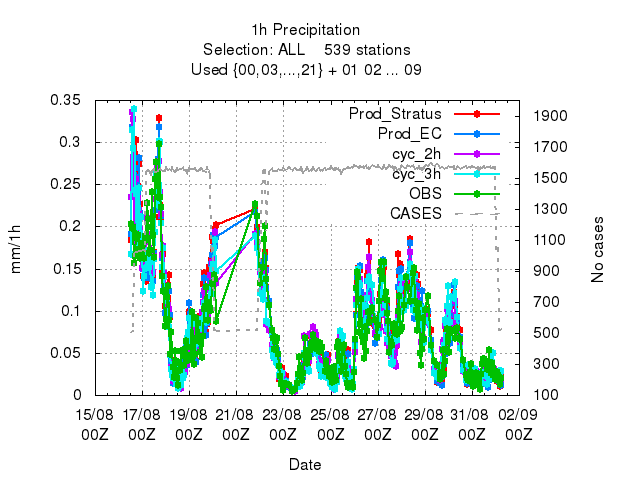 1h Precipitation
Selection: ALL    539 stations
Used {00,03,...,21} + 01 02 ... 09
Prod_Stratus
Prod_EC
cyc_2h
cyc_3h
OBS
CASES
mm/1h
0.35
0.3
0.25
0.2
0.15
0.1
0.05
0
1900
1700
1500
1300
1100
900
700
500
300
100
No cases
15/08 17/08 19/08 21/08 23/08 25/08 27/08 29/08 31/08 02/09
00Z 00Z 00Z 00Z 00Z 00Z 00Z 00Z 00Z 00Z
Date